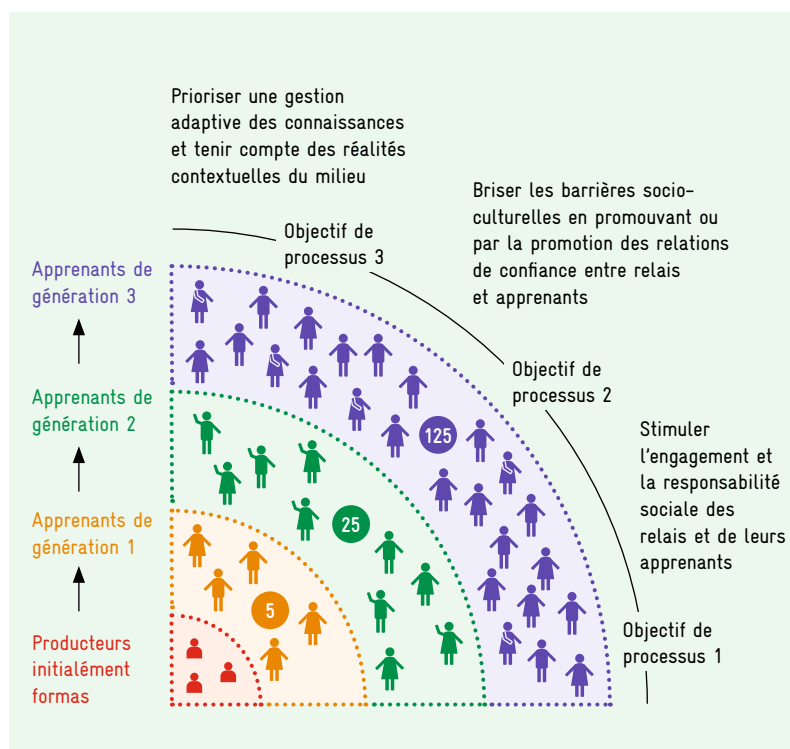 Prioriser une gestion
adaptive des connaissances
et tenir compte des réalités
contextuelles du milieu
Briser les barrières socio-
culturelles en promouvant ou
par la promotion des relations
de confiance entre relais
et apprenants
Objectif de
processus 3
Apprenants de
génération 3
Objectif de
processus 2
Apprenants de
génération 2
125
Stimuler
l'engagement et
la responsabilité
sociale des
relais et de leurs
apprenants
Apprenants de
génération 1
25
5
Objectif de
processus 1
Producteurs
initialément
formas